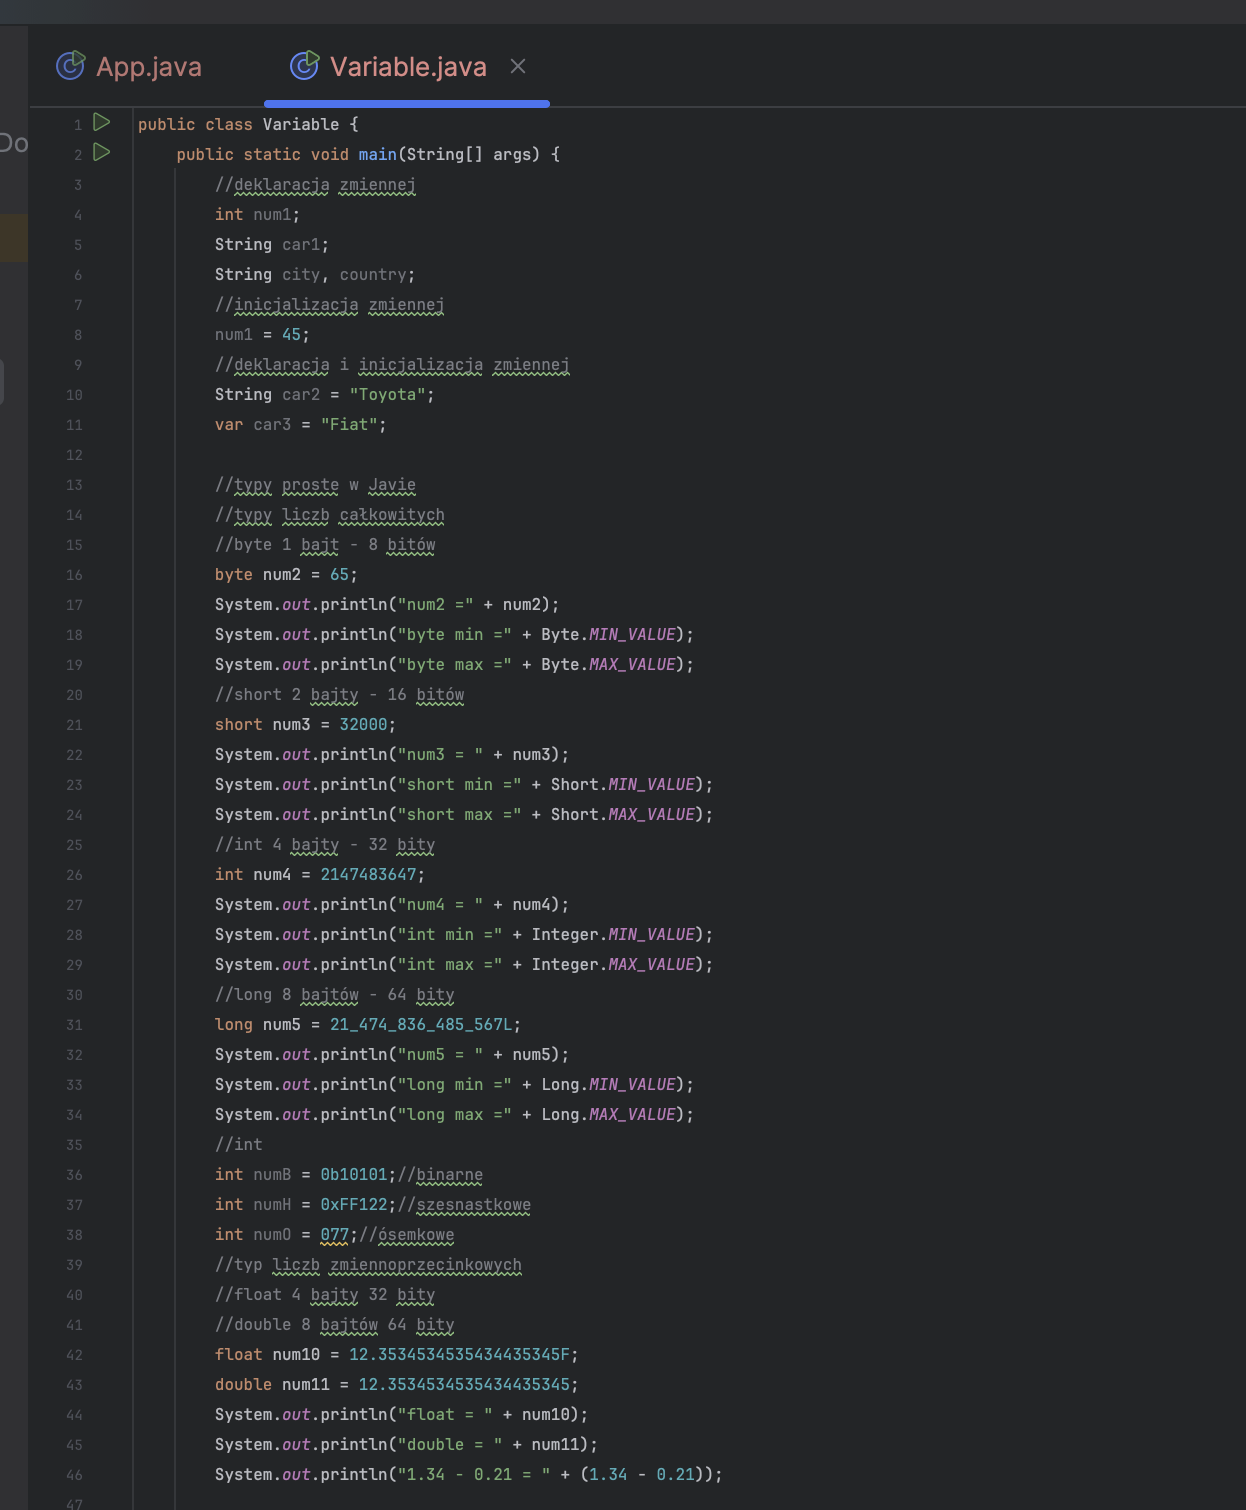 App.java Variable.java
Do
1 public class Variable {
2 public static void main(String[] args) {
3 //deklaracja zmiennej
4 int num1;
5 String car1;
6 String city, country;
7 //inicjalizacja zmiennej
8 num1 = 45;
9 //deklaracja i inicjalizacja zmiennej
10 String car2 = "Toyota";
11 var car3 = "Fiat";
12
13 //typy proste w Javie
14 //typy liczb całkowitych
15 //byte 1 bajt - 8 bitów
16 byte num2 = 65;
17 System.out.println("num2 =" + num2);
18 System.out.println("byte min =" + Byte.MIN_VALUE);
19 System.out.println("byte max =" + Byte.MAX_VALUE);
20 //short 2 bajty - 16 bitów
21 short num3 = 32000;
22 System.out.println("num3 = " + num3);
23 System.out.println("short min =" + Short.MIN_VALUE);
24 System.out.println("short max =" + Short.MAX_VALUE);
25 //int 4 bajty - 32 bity
26 int num4 = 2147483647;
27 System.out.println("num4 = " + num4);
28 System.out.println("int min =" + Integer.MIN_VALUE);
29 System.out.println("int max =" + Integer.MAX_VALUE);
30 //long 8 bajtów - 64 bity
31 long num5 = 21_474_836_485_567L;
32 System.out.println("num5 = " + num5);
33 System.out.println("long min =" + Long.MIN_VALUE);
34 System.out.println("long max =" + Long.MAX_VALUE);
35 //int
36 int numB = 0b10101;//binarne
37 int numH = 0xFF122;//szesnastkowe
38 int numO = 077;//ósemkowe
39 //typ liczb zmiennoprzecinkowych
40 //float 4 bajty 32 bity
41 //double 8 bajtów 64 bity
42 float num10 = 12.3534534535434435345F;
43 double num11 = 12.3534534535434435345;
44 System.out.println("float = " + num10);
45 System.out.println("double = " + num11);
46 System.out.println("1.34 - 0.21 = " + (1.34 - 0.21));
47